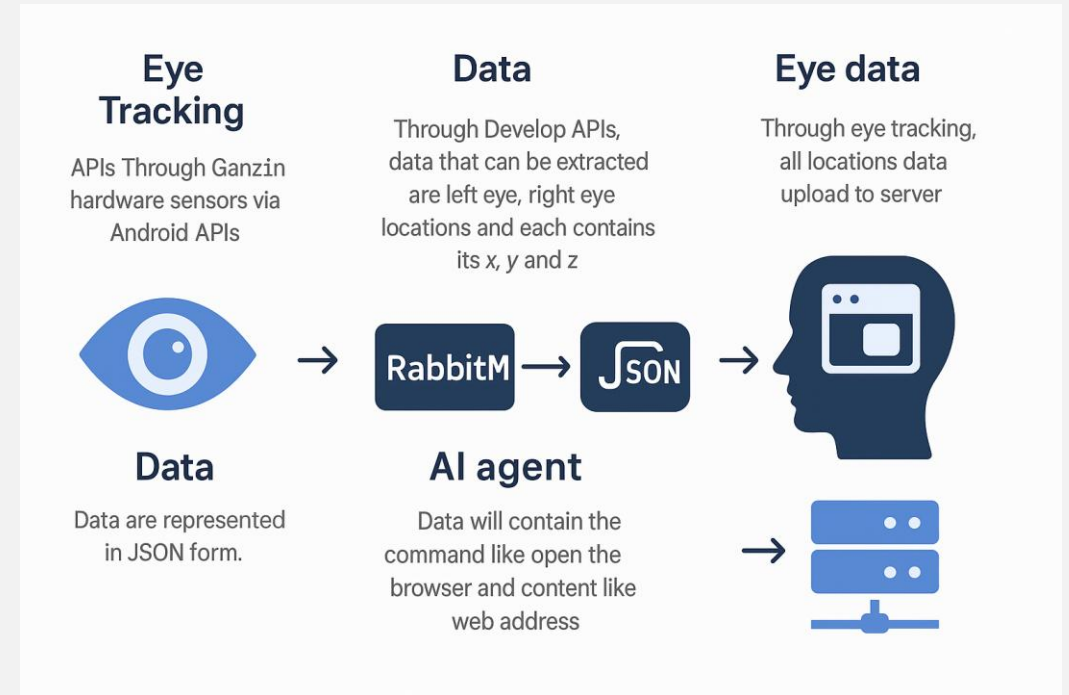 Eye
Tracking
APIs Through Ganzin
hardware sensors via
Android APIs
Data
Through Develop APIs,
data that can be extracted
are left eye, right eye
locations and each contains
its x, y and z
Eye data
Through eye tracking,
all locations data
upload to server
RabbitM
JSON
Data
Data are represented
in JSON form.
AI agent
Data will contain the
command like open the
browser and content like
web address